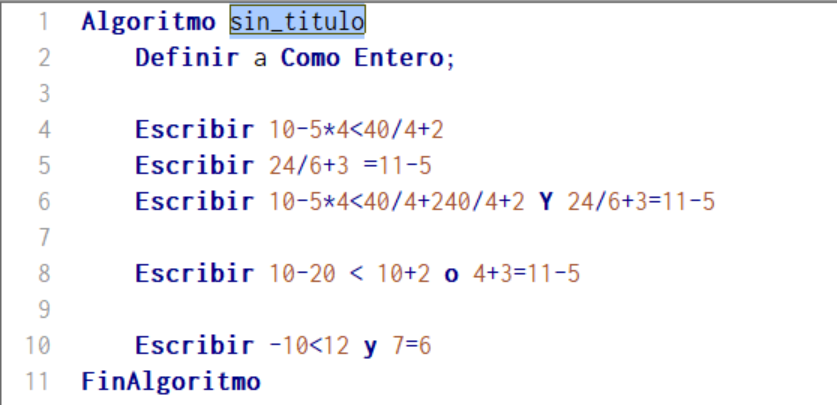 1 Algoritmo sin_titulo
2 Definir a Como Entero;
3
4 Escribir 10-5*4<40/4+2
5 Escribir 24/6+3 =11-5
6 Escribir 10-5*4<40/4+240/4+2 Y 24/6+3=11-5
7
8 Escribir 10-20 < 10+2 o 4+3=11-5
9
10 Escribir -10<12 y 7=6
11 FinAlgoritmo